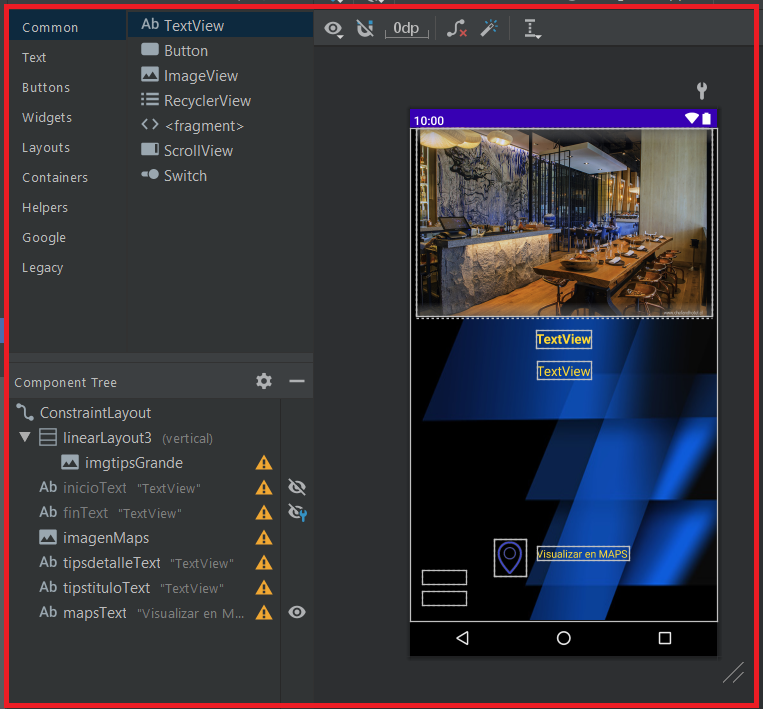 Common
Text
Buttons
Widgets
Layouts
Containers
Helpers
Google
Legacy
Ab TextView
Button
ImageView
RecyclerView
<fragment>
ScrollView
Switch
0dp
Component Tree
ConstraintLayout
linearLayout3 (vertical)
imgtipsGrande
Ab inicioText "TextView"
Ab finText "TextView"
imagenMaps
Ab tipsdetalleText "TextView"
Ab tipstituloText "TextView"
Ab mapsText "Visualizar en M...
10:00
TextView
TextView
Visualizar en MAPS